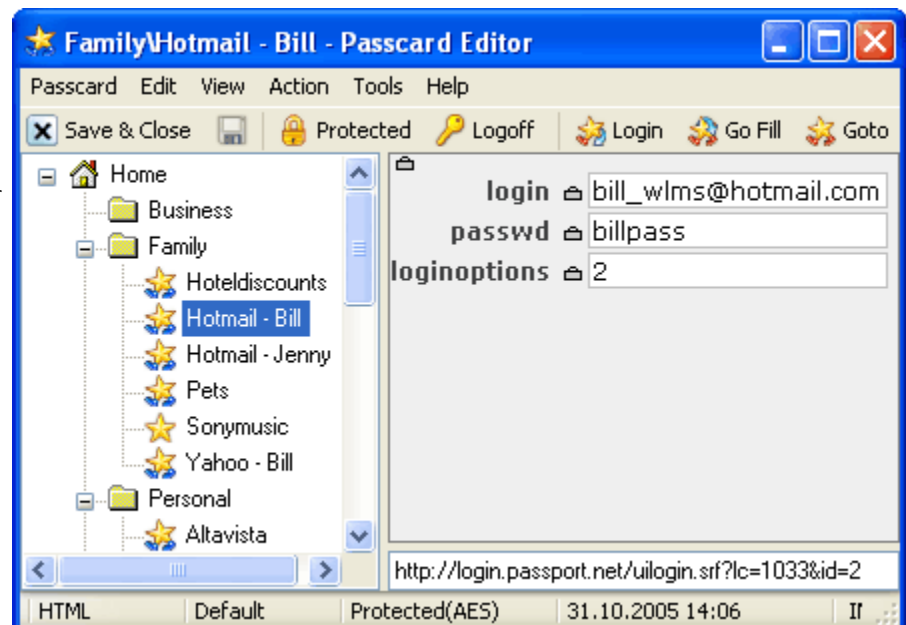 Family\Hotmail - Bill - Passcard Editor
Passcard Edit View Action Tools Help
Save & Close Protected Logoff Login Go Fill Goto
Home
Business
Family
Hoteldiscounts
Hotmail - Bill
Hotmail - Jenny
Pets
Sonymusic
Yahoo - Bill
Personal
Altavista
login bill_wlms@hotmail.com
passwd billpass
loginoptions 2
http://login.passport.net/uilogin.srf?lc=1033&id=2
HTML Default Protected(AES) 31.10.2005 14:06